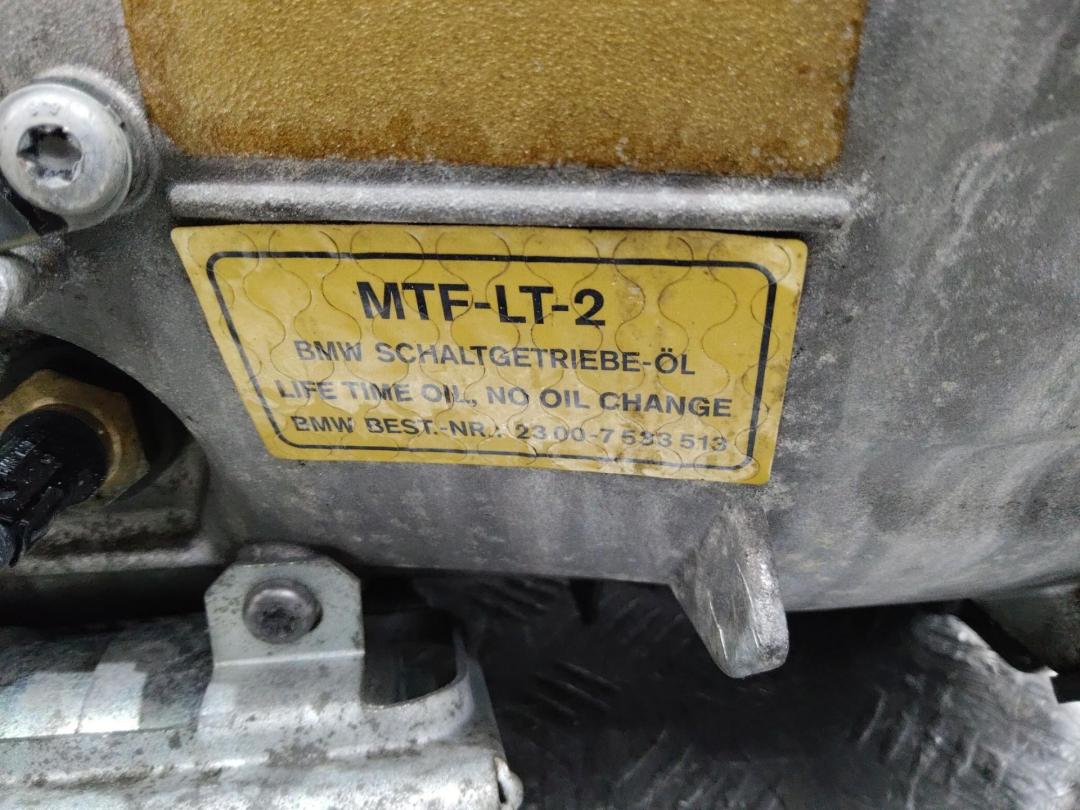 MTF-LT-2
BMW SCHALTGETRIEBE-ÖL
LIFE TIME OIL, NO OIL CHANGE
BMW BEST.-NR.: 23 00-7 533 513